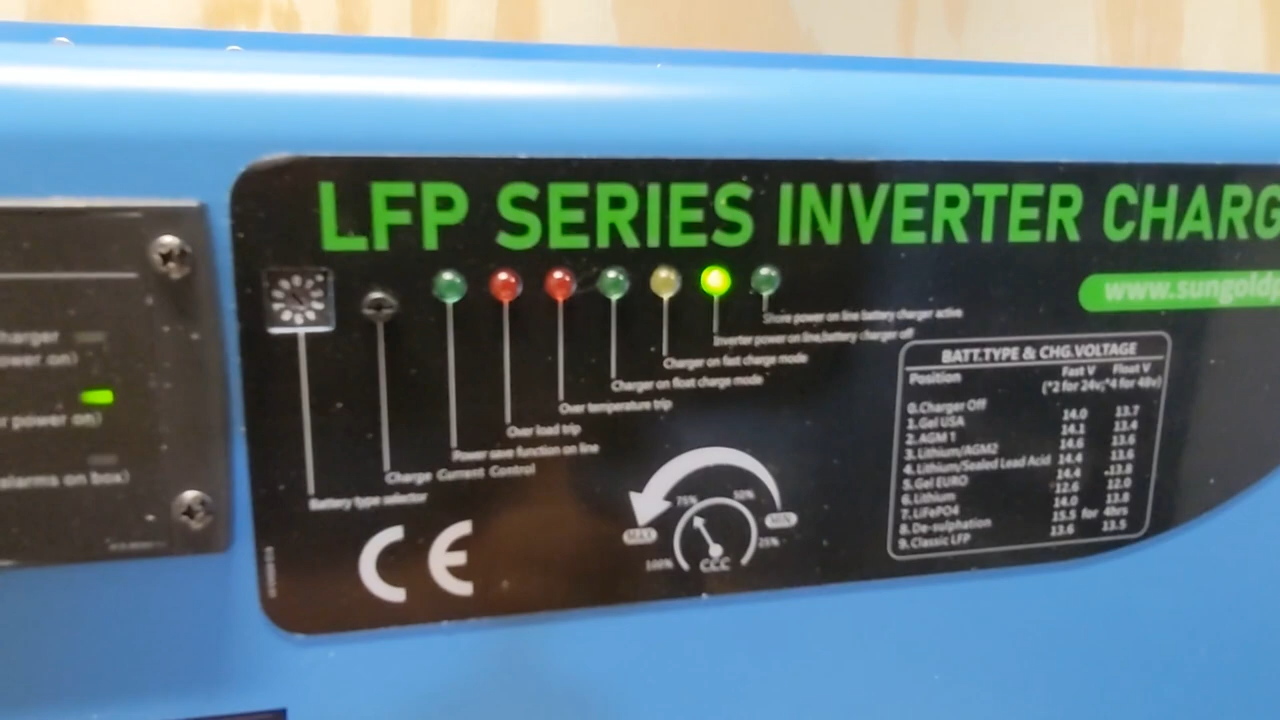 LFP SERIES INVERTER CHARG
www.sungoldp
Shore power on line battery charger active
Inverter power on line,battery charger off
Charger on fast charge mode
Charger on float charge mode
Over temperature trip
Over load trip
Power save function on line
Charge Current Control
Battery type selector
harger
ower on)
r power on)
alarms on box)
CE
MAX
75%
50%
MIN
100%
25%
CCC
BATT.TYPE & CHG.VOLTAGE
Position Fast V Float V
(*2 for 24v;*4 for 48v)
0.Charger Off
1.Gel USA 14.0 13.7
2.AGM 1 14.1 13.4
3.Lithium/AGM2 14.6 13.6
4.Lithium/Sealed Lead Acid 14.4 13.6
5.Gel EURO 14.4 13.8
6.Lithium 12.6 12.0
7.LiFePO4 14.0 13.8
8.De-sulphation 15.5 for 4hrs
9.Classic LFP 13.6 13.5